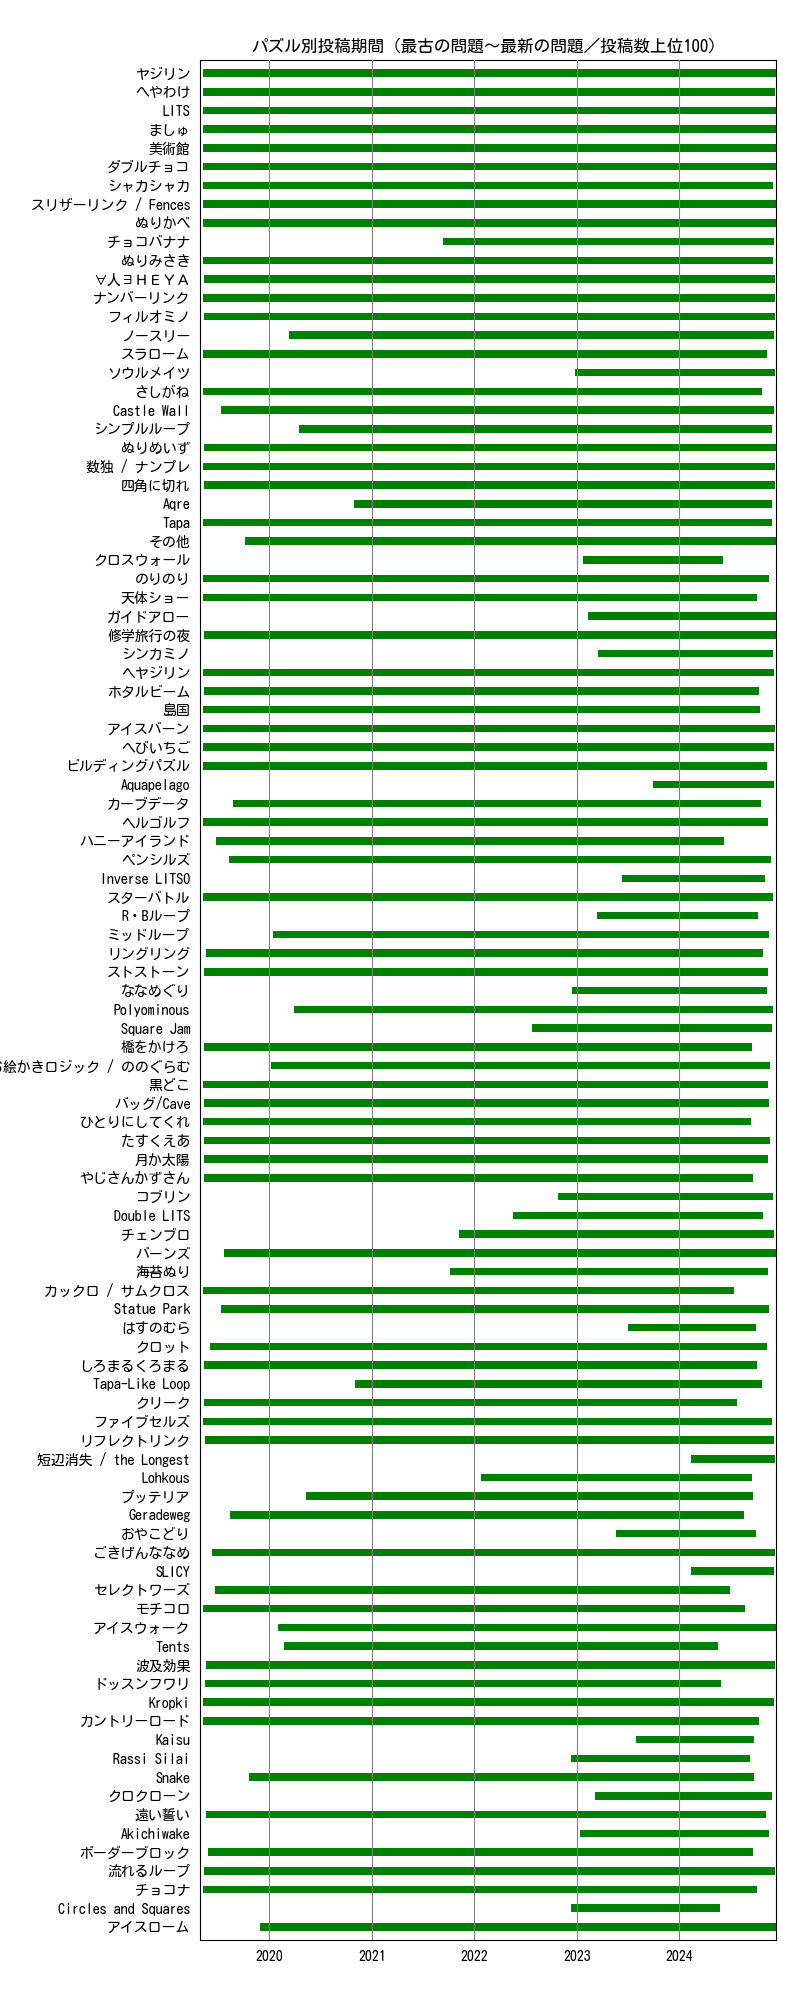 パズル別投稿期間（最古の問題～最新の問題／投稿数上位100）
ヤジリン
へやわけ
LITS
ましゅ
美術館
ダブルチョコ
シャカシャカ
スリザーリンク / Fences
ぬりかべ
チョコバナナ
ぬりみさき
∀人∃ＨＥＹＡ
ナンバーリンク
フィルオミノ
ノースリー
スラローム
ソウルメイツ
さしがね
Castle Wall
シンプルループ
ぬりめいず
数独 / ナンプレ
四角に切れ
Aqre
Tapa
その他
クロスウォール
のりのり
天体ショー
ガイドアロー
修学旅行の夜
シンカミノ
ヘヤジリン
ホタルビーム
島国
アイスバーン
へびいちご
ビルディングパズル
Aquapelago
カーブデータ
ヘルゴルフ
ハニーアイランド
ペンシルズ
Inverse LITSO
スターバトル
R・Bループ
ミッドループ
リングリング
ストストーン
ななめぐり
Polyominous
Square Jam
橋をかけろ
絵かきロジック / ののぐらむ
黒どこ
バッグ/Cave
ひとりにしてくれ
たすくえあ
月か太陽
やじさんかずさん
コブリン
Double LITS
チェンブロ
バーンズ
海苔ぬり
カックロ / サムクロス
Statue Park
はすのむら
クロット
しろまるくろまる
Tapa-Like Loop
クリーク
ファイブセルズ
リフレクトリンク
短辺消失 / the Longest
Lohkous
プッテリア
Geradeweg
おやこどり
ごきげんななめ
SLICY
セレクトワーズ
モチコロ
アイスウォーク
Tents
波及効果
ドッスンフワリ
Kropki
カントリーロード
Kaisu
Rassi Silai
Snake
クロクローン
遠い誓い
Akichiwake
ボーダーブロック
流れるループ
チョコナ
Circles and Squares
アイスローム
2020 2021 2022 2023 2024